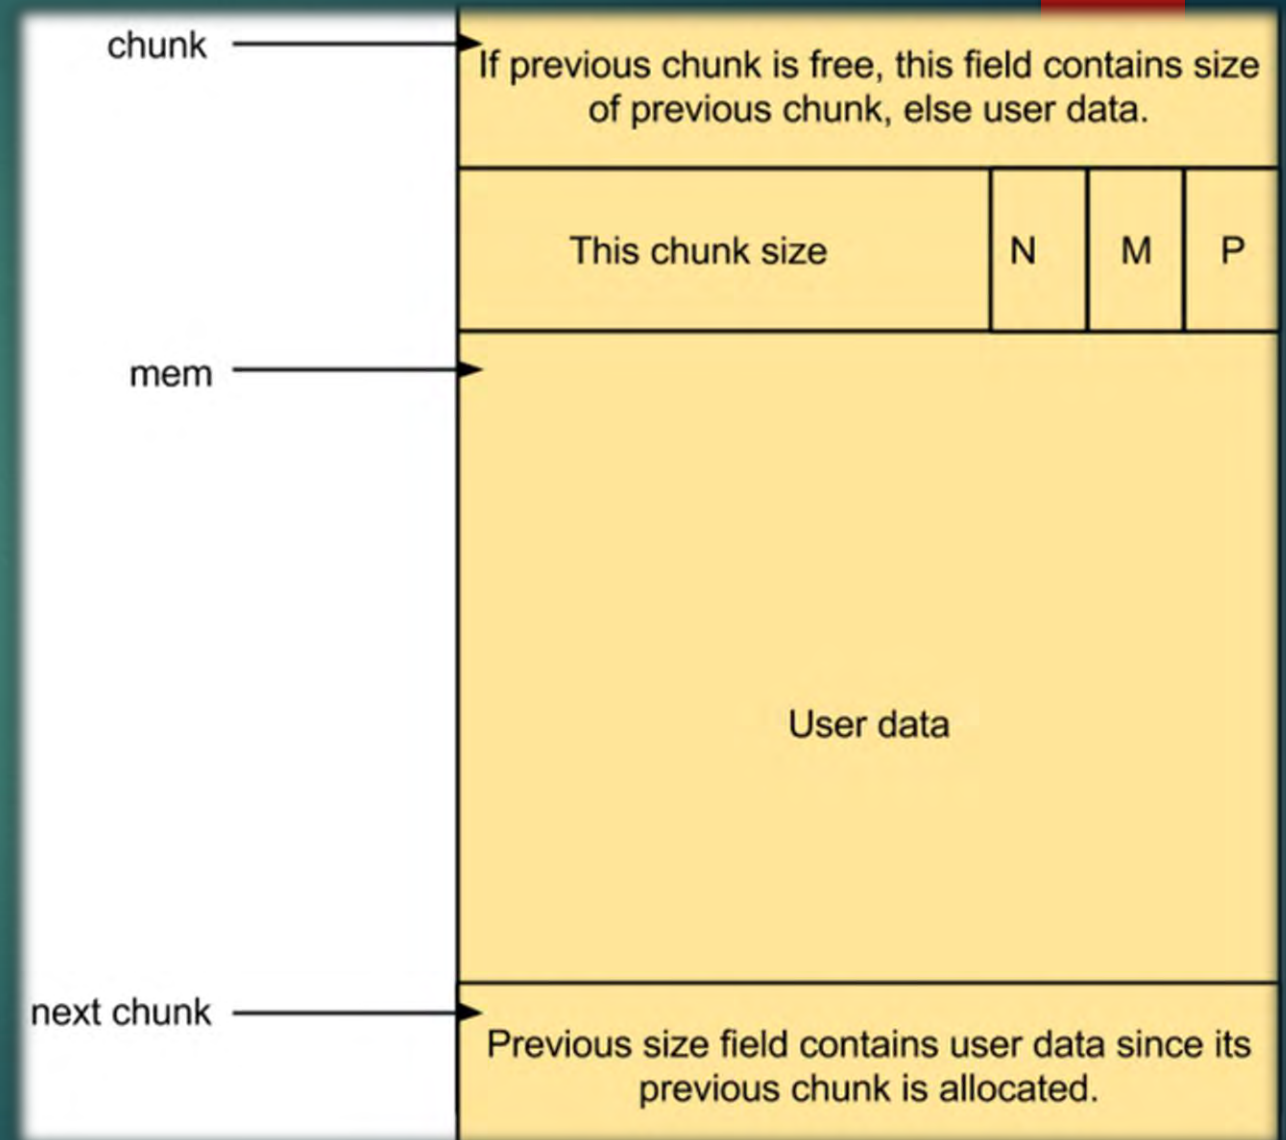 chunk
If previous chunk is free, this field contains size
of previous chunk, else user data.
This chunk size N M P
mem
User data
next chunk
Previous size field contains user data since its
previous chunk is allocated.